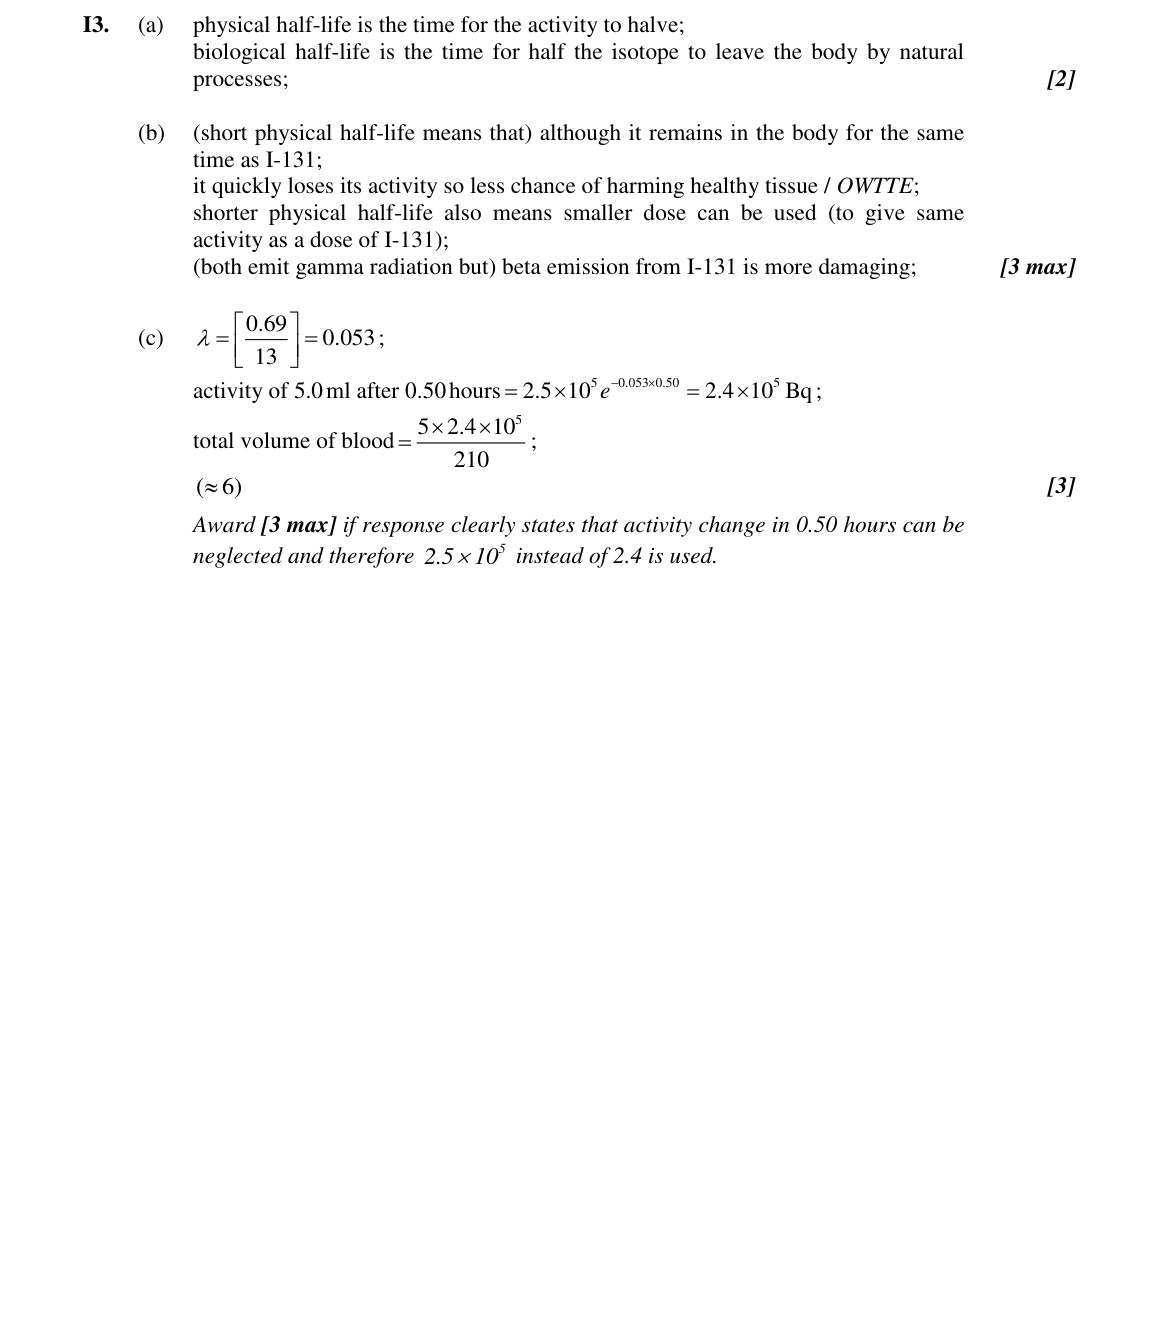 I3. (a) physical half-life is the time for the activity to halve;
biological half-life is the time for half the isotope to leave the body by natural
processes; [2]
(b) (short physical half-life means that) although it remains in the body for the same
time as I-131;
it quickly loses its activity so less chance of harming healthy tissue / OWTTE;
shorter physical half-life also means smaller dose can be used (to give same
activity as a dose of I-131);
(both emit gamma radiation but) beta emission from I-131 is more damaging; [3 max]
(c) λ = [0.69/13] = 0.053;
activity of 5.0 ml after 0.50 hours = 2.5×10⁵ e^−0.053×0.50 = 2.4×10⁵ Bq;
total volume of blood = 5×2.4×10⁵/210;
(≈ 6) [3]
Award [3 max] if response clearly states that activity change in 0.50 hours can be
neglected and therefore 2.5×10⁵ instead of 2.4 is used.